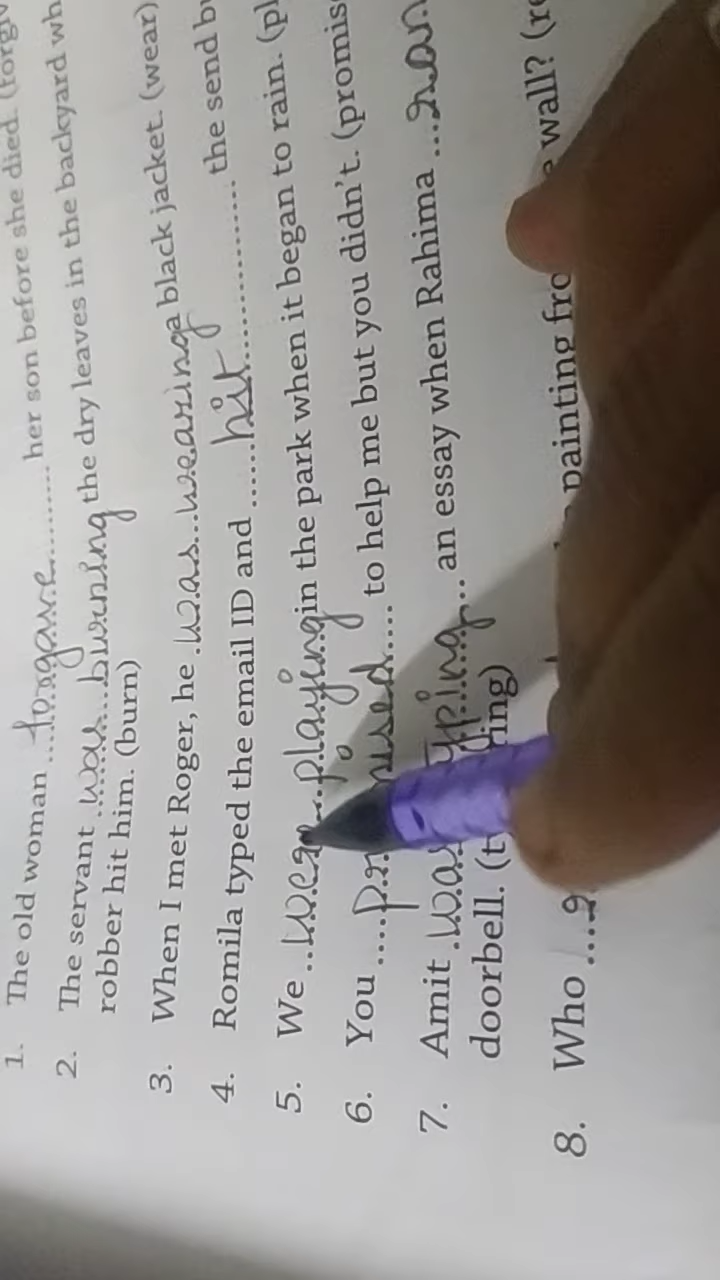 1. The old woman ....forgave.......... her son before she died. (forgiv
2. The servant ..was...burning the dry leaves in the backyard wh
robber hit him. (burn)
3. When I met Roger, he .was...wearing a black jacket. (wear)
4. Romila typed the email ID and ......hit.................. the send bu
5. We ...were...playing in the park when it began to rain. (pl
6. You .... to help me but you didn't. (promis
7. Amit .was an essay when Rahima ...ran
doorbell. (t ring)
8. Who .... painting fro wall? (re